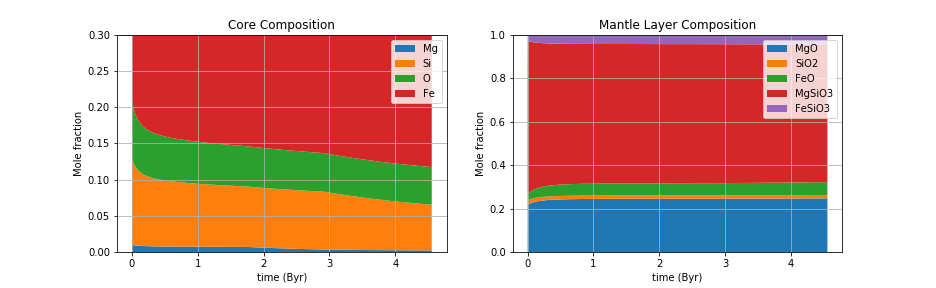 Core Composition
Mole fraction
0.30
0.25
0.20
0.15
0.10
0.05
0.00
0 1 2 3 4
time (Byr)
Mg
Si
O
Fe
Mantle Layer Composition
Mole fraction
1.0
0.8
0.6
0.4
0.2
0.0
0 1 2 3 4
time (Byr)
MgO
SiO2
FeO
MgSiO3
FeSiO3